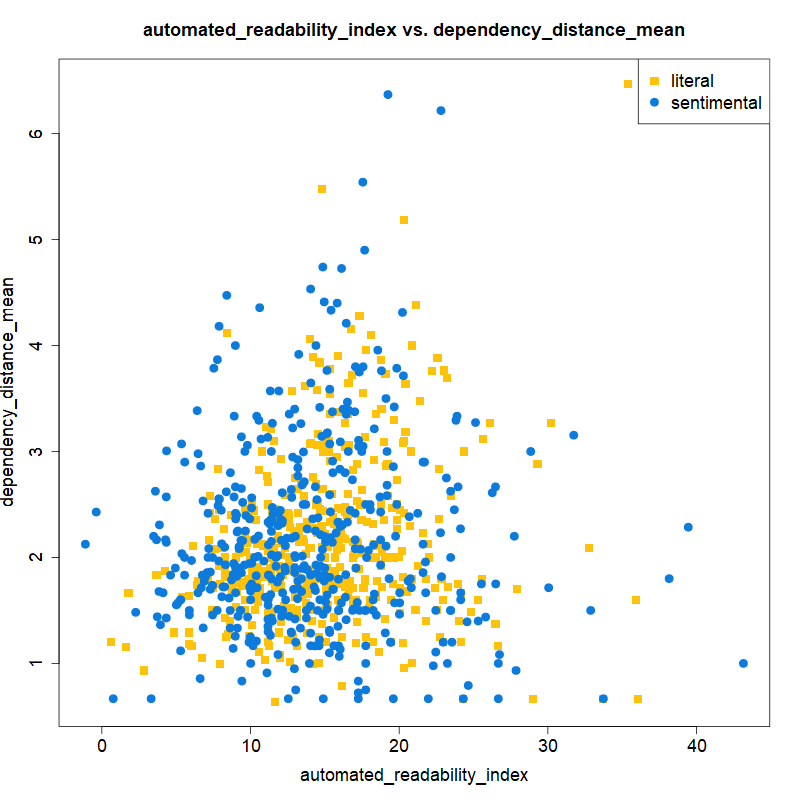 automated_readability_index vs. dependency_distance_mean
literal
sentimental
6
5
4
3
2
1
dependency_distance_mean
0 10 20 30 40
automated_readability_index